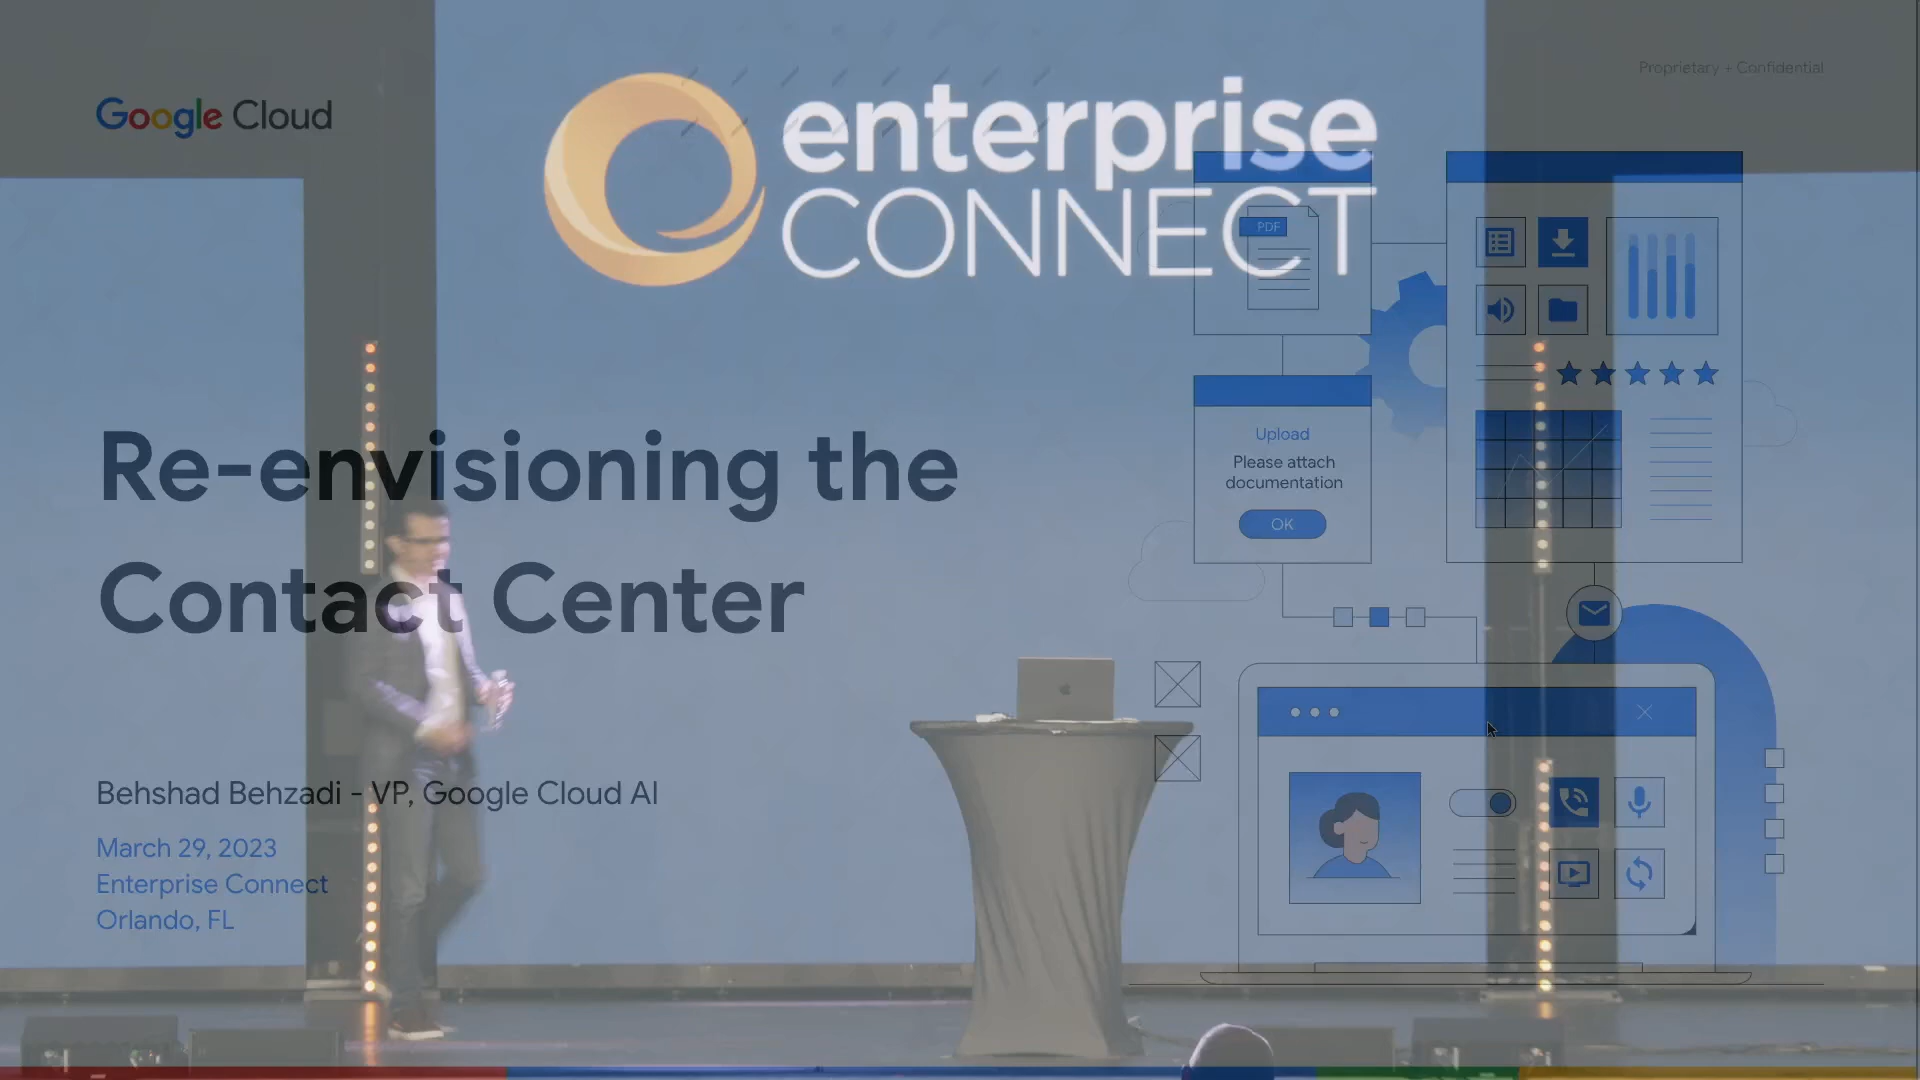 Proprietary + Confidential
Google Cloud
enterprise
CONNECT
PDF
Re-envisioning the
Contact Center
Upload
Please attach
documentation
OK
Behshad Behzadi - VP, Google Cloud AI
March 29, 2023
Enterprise Connect
Orlando, FL